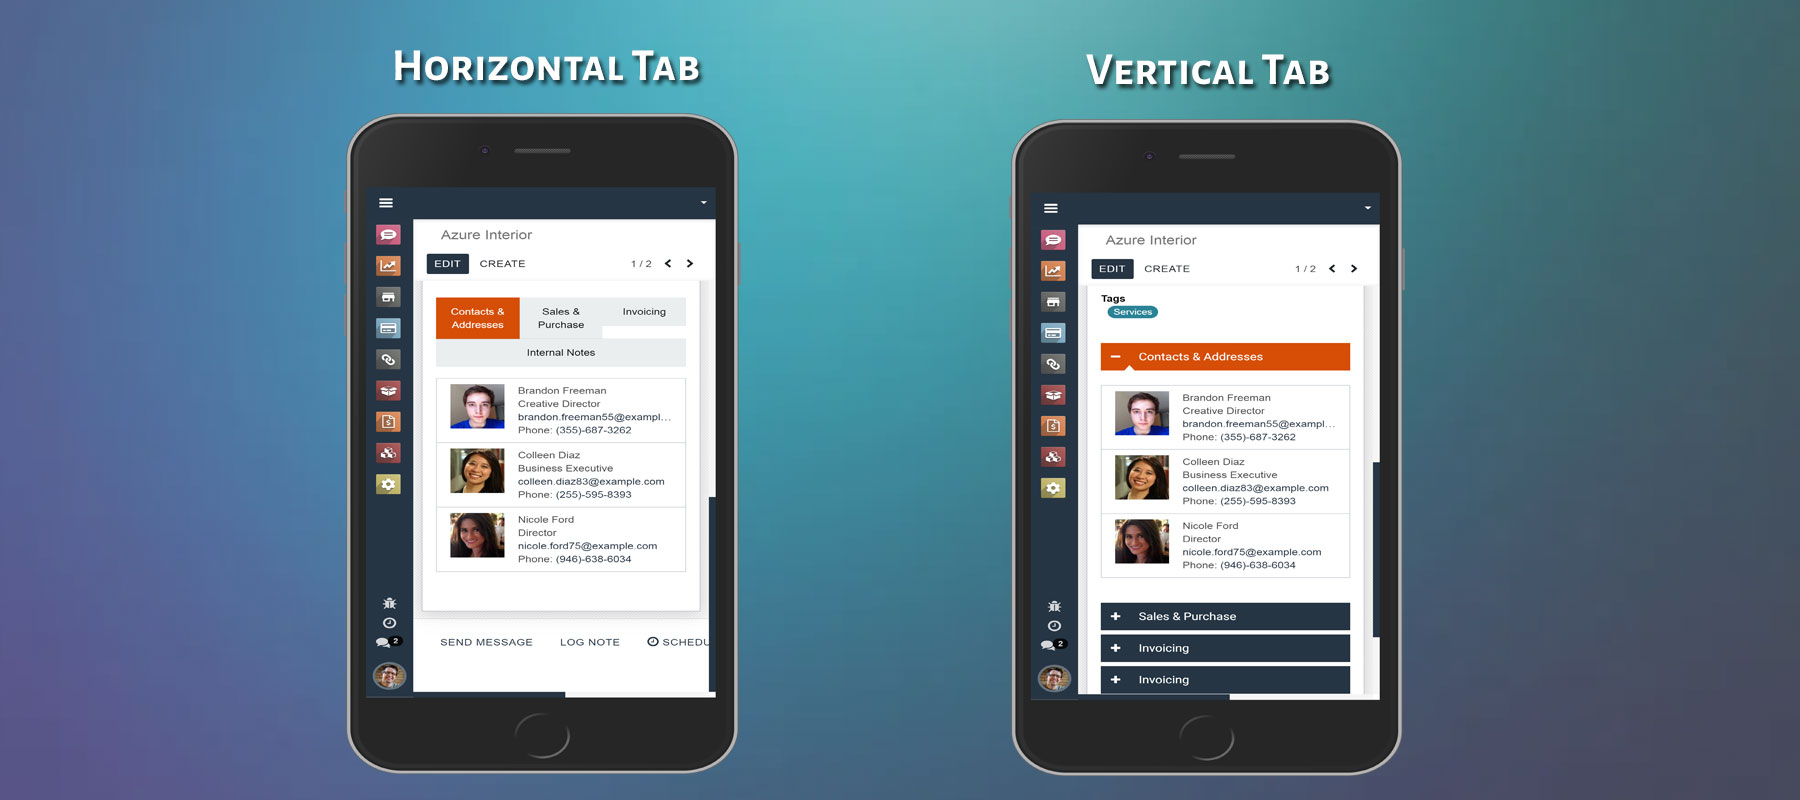 Horizontal Tab
Azure Interior
EDIT CREATE 1 / 2
Contacts & Addresses
Sales & Purchase
Invoicing
Internal Notes
Brandon Freeman
Creative Director
brandon.freeman55@exampl...
Phone: (355)-687-3262
Colleen Diaz
Business Executive
colleen.diaz83@example.com
Phone: (255)-595-8393
Nicole Ford
Director
nicole.ford75@example.com
Phone: (946)-638-6034
2
SEND MESSAGE LOG NOTE SCHEDU
Vertical Tab
Azure Interior
EDIT CREATE 1 / 2
Tags
Services
Contacts & Addresses
Brandon Freeman
Creative Director
brandon.freeman55@exampl...
Phone: (355)-687-3262
Colleen Diaz
Business Executive
colleen.diaz83@example.com
Phone: (255)-595-8393
Nicole Ford
Director
nicole.ford75@example.com
Phone: (946)-638-6034
Sales & Purchase
2
Invoicing
Invoicing